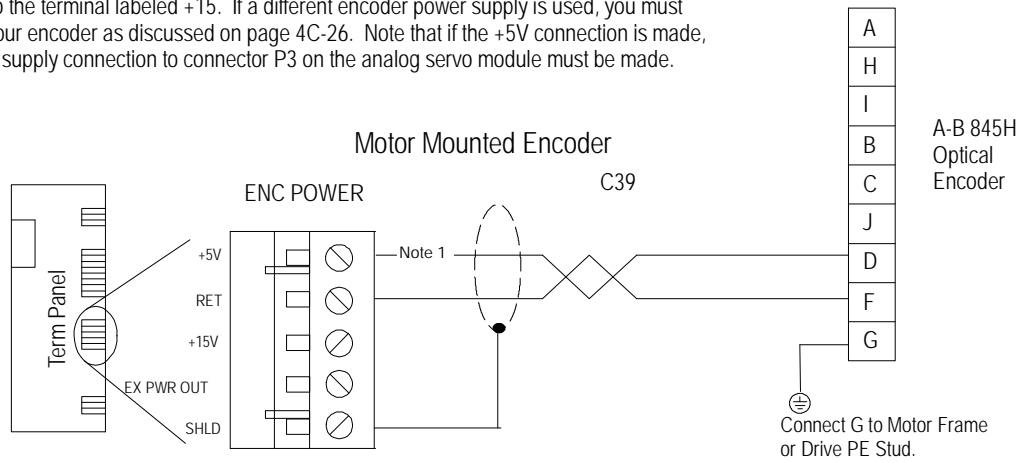 o the terminal labeled +15. If a different encoder power supply is used, you must
our encoder as discussed on page 4C-26. Note that if the +5V connection is made,
supply connection to connector P3 on the analog servo module must be made.
Motor Mounted Encoder
ENC POWER
C39
Term Panel
+5V
RET
+15V
EX PWR OUT
SHLD
Note 1
A
H
I
B
C
J
D
F
G
A-B 845H
Optical
Encoder
Connect G to Motor Frame
or Drive PE Stud.